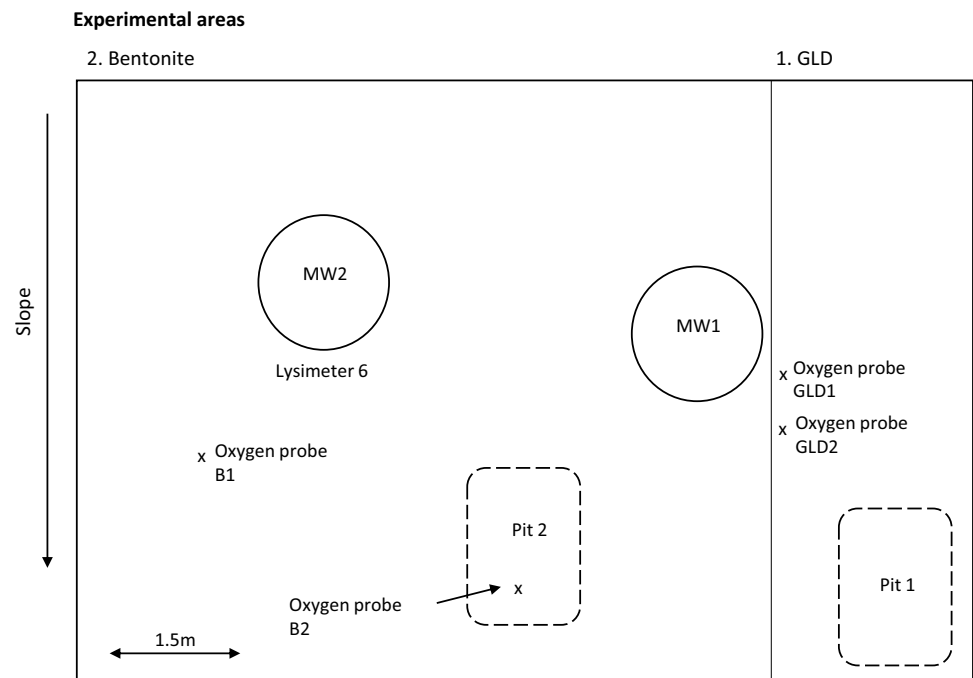 Experimental areas
2. Bentonite
1. GLD
Slope
MW2
MW1
Lysimeter 6
Oxygen probe
GLD1
Oxygen probe
GLD2
x
x
x
Oxygen probe
B1
Pit 2
x
Pit 1
Oxygen probe
B2
1.5m